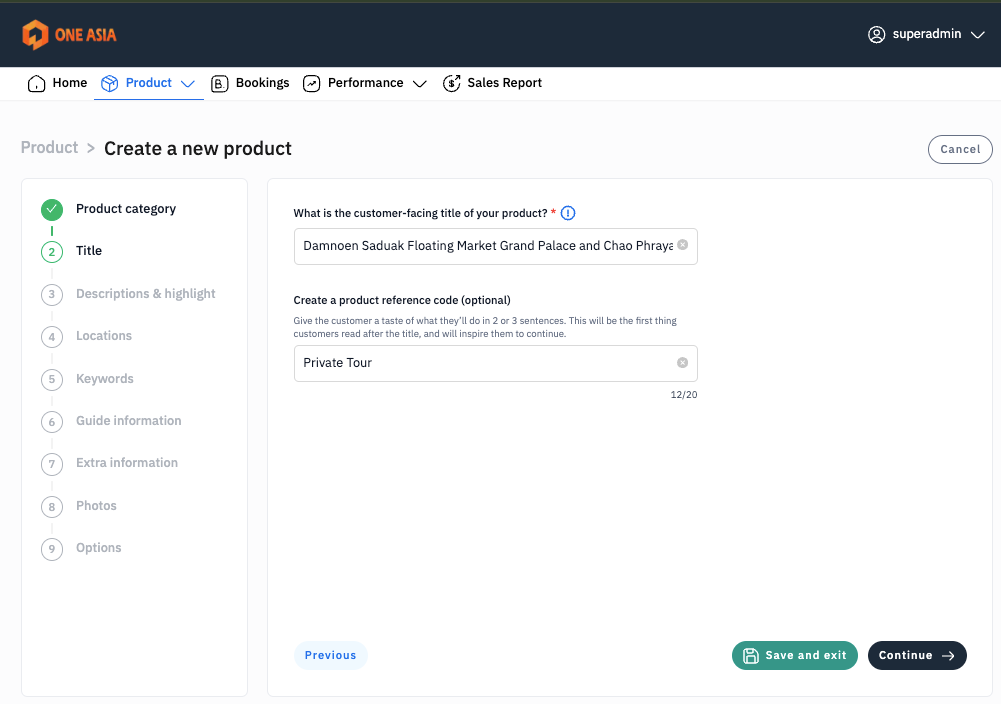 ONE ASIA
superadmin
Home
Product
B.
Bookings
Performance
$
Sales Report
Product > Create a new product
Cancel
Product category
2 Title
3 Descriptions & highlight
4 Locations
5 Keywords
6 Guide information
7 Extra information
8 Photos
9 Options
What is the customer-facing title of your product? *
Damnoen Saduak Floating Market Grand Palace and Chao Phraya
Create a product reference code (optional)
Give the customer a taste of what they'll do in 2 or 3 sentences. This will be the first thing
customers read after the title, and will inspire them to continue.
Private Tour
12/20
Previous
Save and exit
Continue